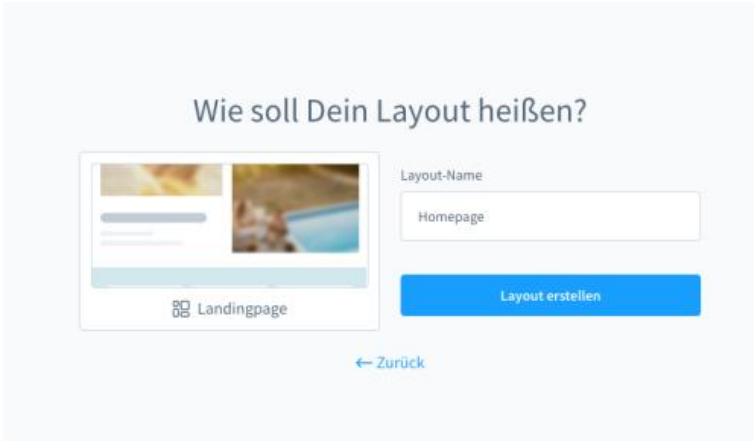 Wie soll Dein Layout heißen?
Layout-Name
Homepage
Layout erstellen
Landingpage
← Zurück